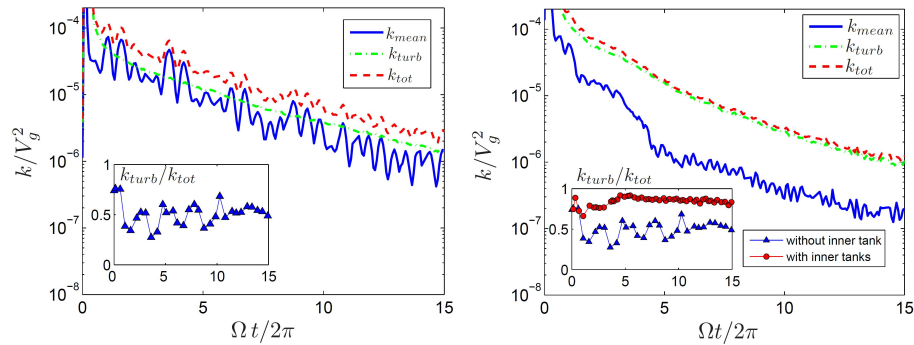 10^{-4}
10^{-5}
10^{-6}
10^{-7}
10^{-8}
k/V_g^2
k_{mean}
k_{turb}
k_{tot}
k_{turb}/k_{tot}
1
0.5
0
0 5 10 15
0 5 10 15
Ω t/2π
10^{-4}
10^{-5}
10^{-6}
10^{-7}
10^{-8}
k/V_g^2
k_{mean}
k_{turb}
k_{tot}
k_{turb}/k_{tot}
1
0.5
0
0 5 10 15
without inner tank
with inner tanks
0 5 10 15
Ωt/2π